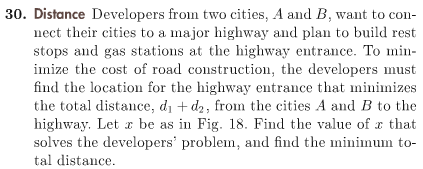 30. Distance Developers from two cities, A and B, want to con-
nect their cities to a major highway and plan to build rest
stops and gas stations at the highway entrance. To min-
imize the cost of road construction, the developers must
find the location for the highway entrance that minimizes
the total distance, d₁ + d₂, from the cities A and B to the
highway. Let x be as in Fig. 18. Find the value of x that
solves the developers' problem, and find the minimum to-
tal distance.